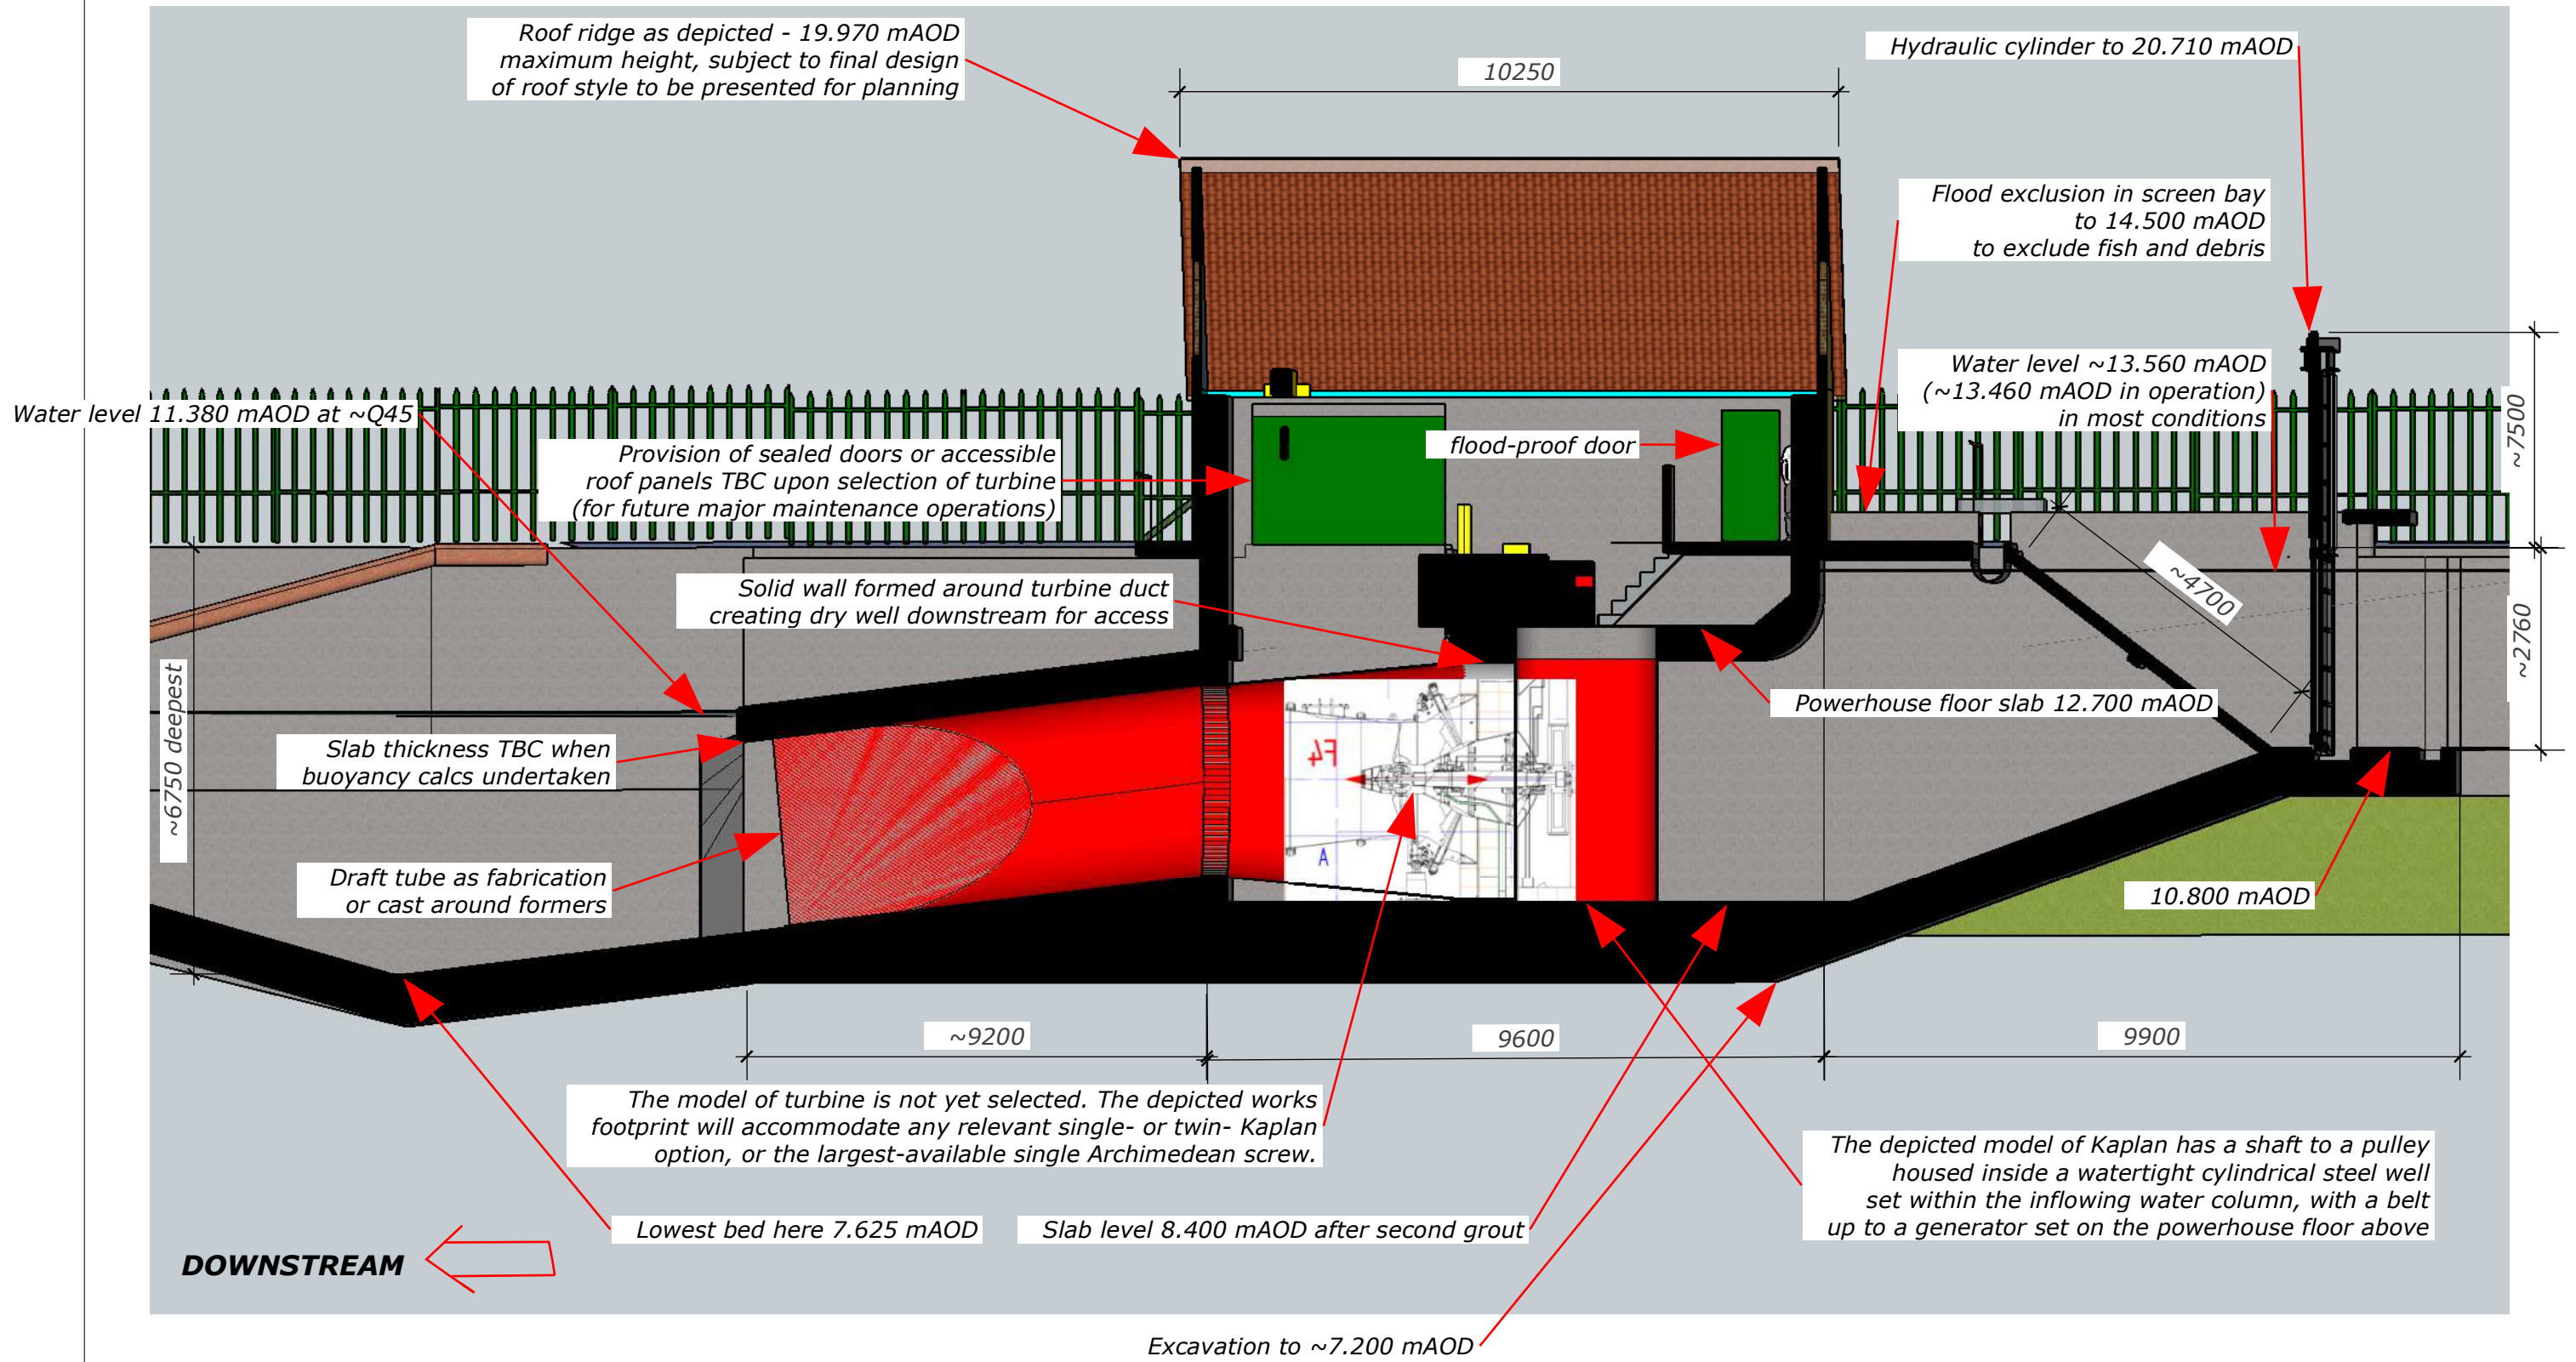 Roof ridge as depicted - 19.970 mAOD
maximum height, subject to final design
of roof style to be presented for planning
10250
Hydraulic cylinder to 20.710 mAOD
Flood exclusion in screen bay
to 14.500 mAOD
to exclude fish and debris
Water level ~13.560 mAOD
(~13.460 mAOD in operation)
in most conditions
~7500
Water level 11.380 mAOD at ~Q45
Provision of sealed doors or accessible
roof panels TBC upon selection of turbine
(for future major maintenance operations)
flood-proof door
Solid wall formed around turbine duct
creating dry well downstream for access
~4700
~2760
~6750 deepest
Powerhouse floor slab 12.700 mAOD
Slab thickness TBC when
buoyancy calcs undertaken
F4
A
Draft tube as fabrication
or cast around formers
10.800 mAOD
~9200
9600
9900
The model of turbine is not yet selected. The depicted works
footprint will accommodate any relevant single- or twin- Kaplan
option, or the largest-available single Archimedean screw.
The depicted model of Kaplan has a shaft to a pulley
housed inside a watertight cylindrical steel well
set within the inflowing water column, with a belt
up to a generator set on the powerhouse floor above
Lowest bed here 7.625 mAOD
Slab level 8.400 mAOD after second grout
DOWNSTREAM
Excavation to ~7.200 mAOD